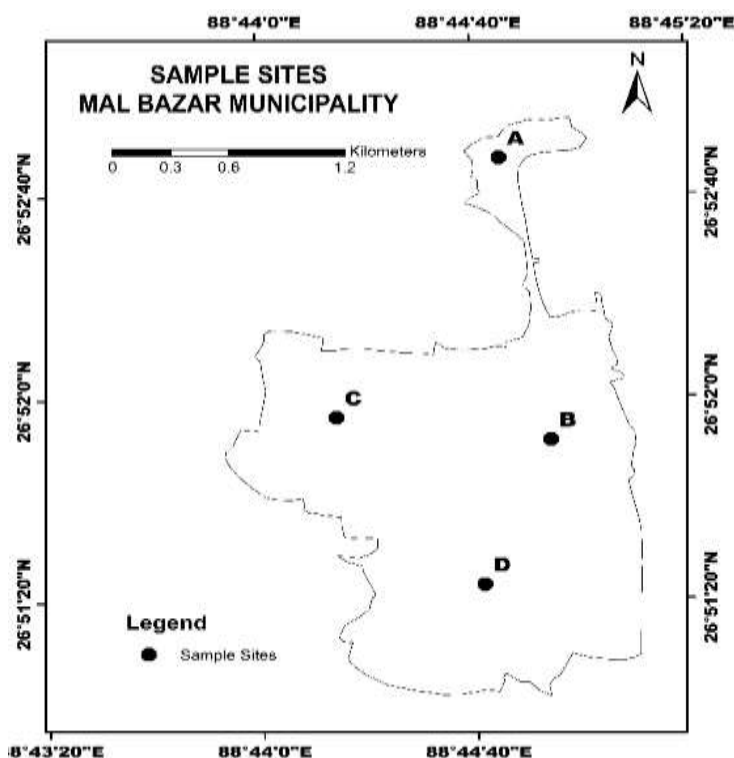 88°44'0"E 88°44'40"E 88°45'20"E
SAMPLE SITES
MAL BAZAR MUNICIPALITY
N
A
Kilometers
0 0.3 0.6 1.2
26°52'40"N 26°52'40"N
C
26°52'0"N 26°52'0"N
B
D
26°51'20"N 26°51'20"N
Legend
Sample Sites
88°43'20"E 88°44'0"E 88°44'40"E